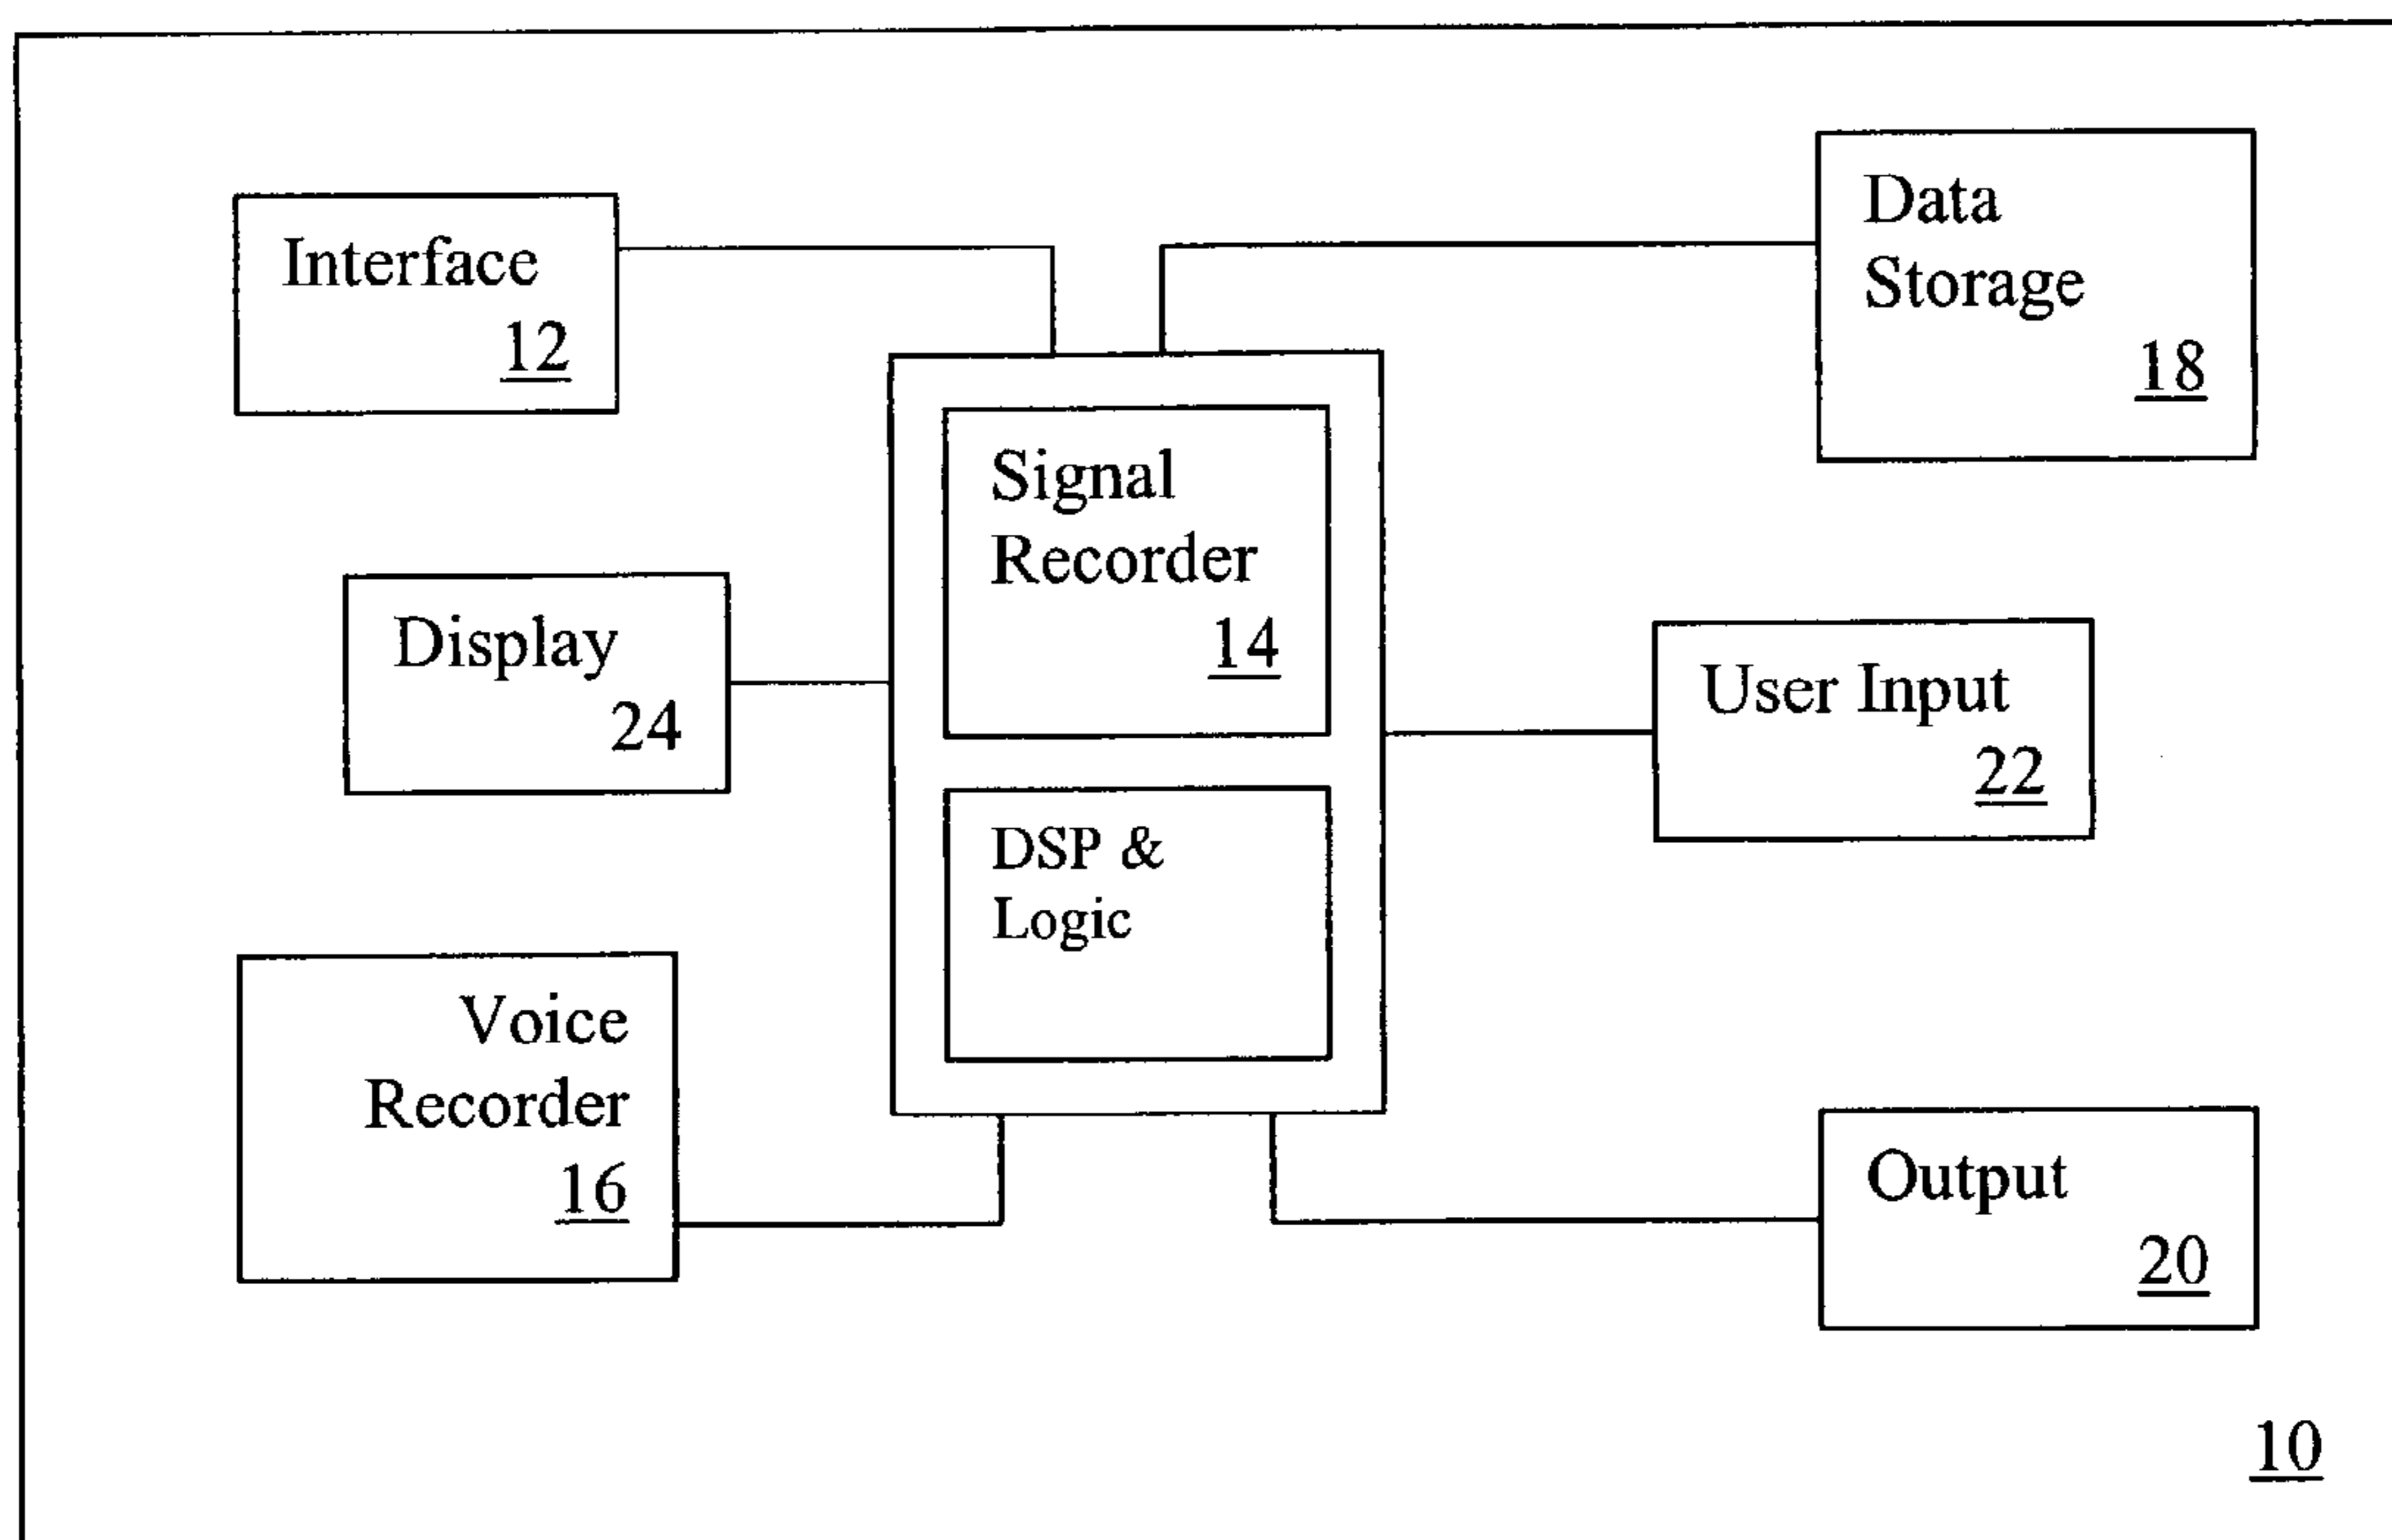 Interface
12
Data
Storage
18
Signal
Recorder
14
Display
24
User Input
22
DSP &
Logic
Voice
Recorder
16
Output
20
10